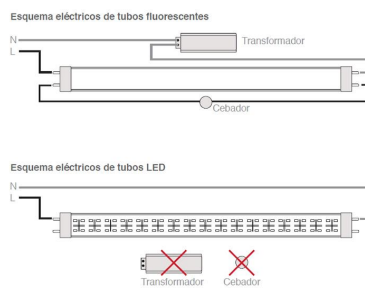 Esquema eléctricos de tubos fluorescentes
N
Transformador
L
Cebador
Esquema eléctricos de tubos LED
N
L
Transformador
Cebador